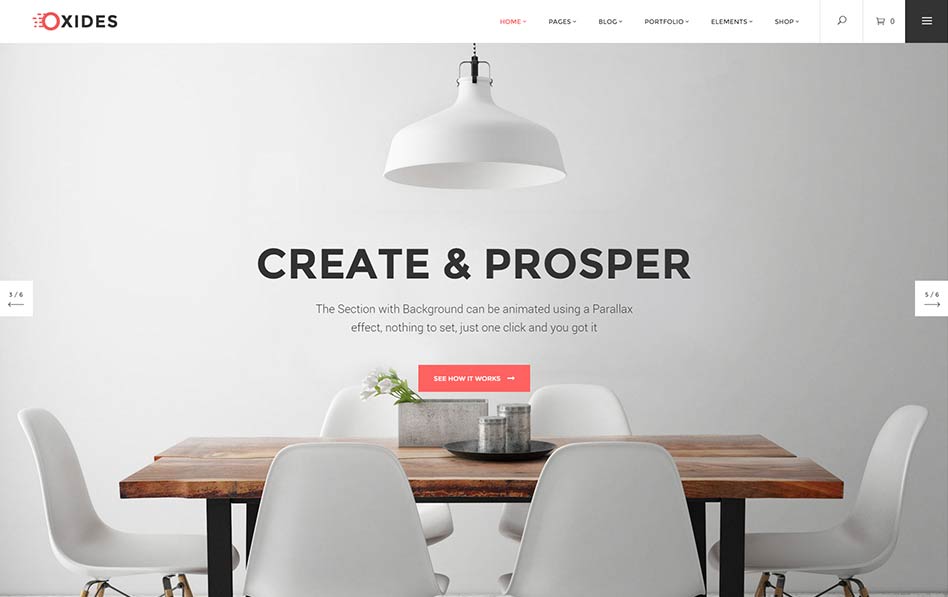 OXIDES
HOME PAGES BLOG PORTFOLIO ELEMENTS SHOP 0
CREATE & PROSPER
3 / 6
5 / 6
The Section with Background can be animated using a Parallax
effect, nothing to set, just one click and you got it
SEE HOW IT WORKS